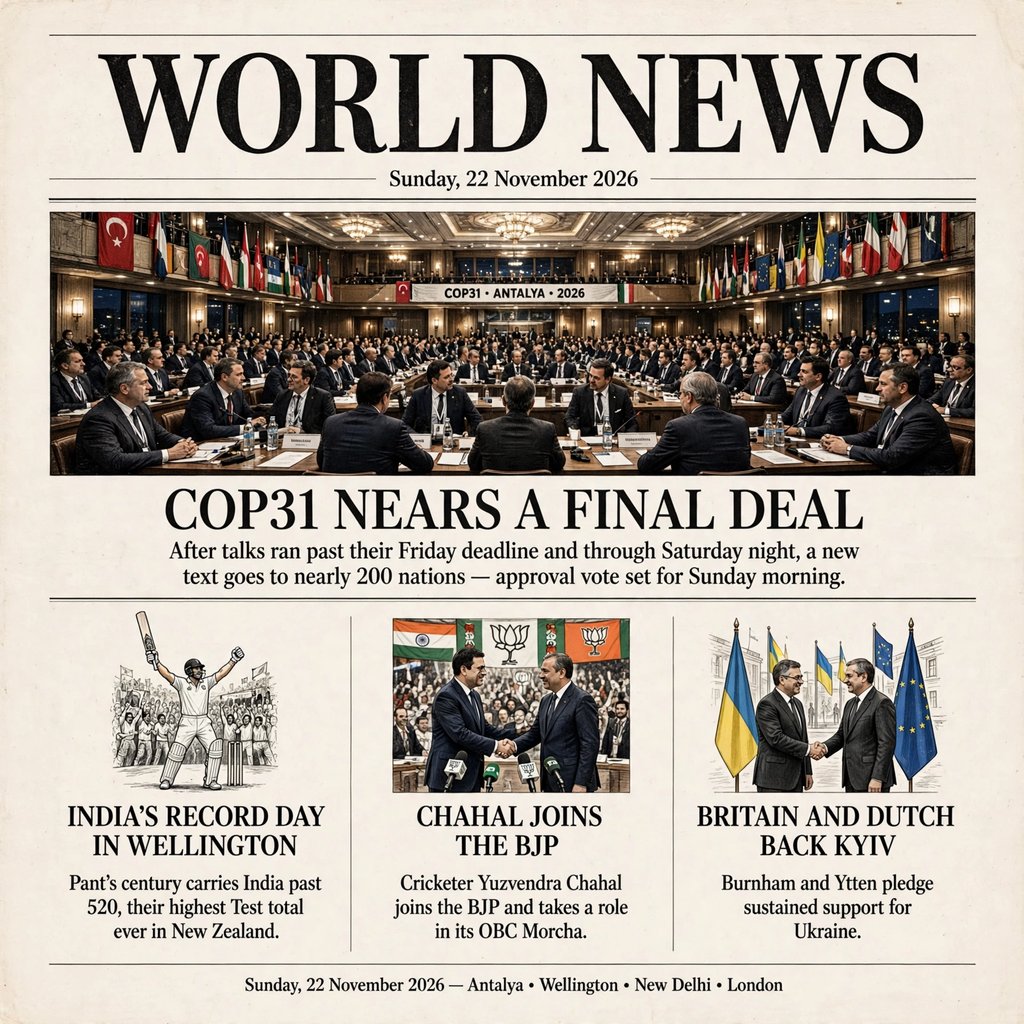 WORLD NEWS
Sunday, 22 November 2026
COP31 • ANTALYA • 2026
COP31 NEARS A FINAL DEAL
After talks ran past their Friday deadline and through Saturday night, a new
text goes to nearly 200 nations — approval vote set for Sunday morning.
INDIA'S RECORD DAY
IN WELLINGTON
Pant's century carries India past
520, their highest Test total
ever in New Zealand.
CHAHAL JOINS
THE BJP
Cricketer Yuzvendra Chahal
joins the BJP and takes a role
in its OBC Morcha.
BRITAIN AND DUTCH
BACK KYIV
Burnham and Ytten pledge
sustained support for
Ukraine.
Sunday, 22 November 2026 — Antalya • Wellington • New Delhi • London